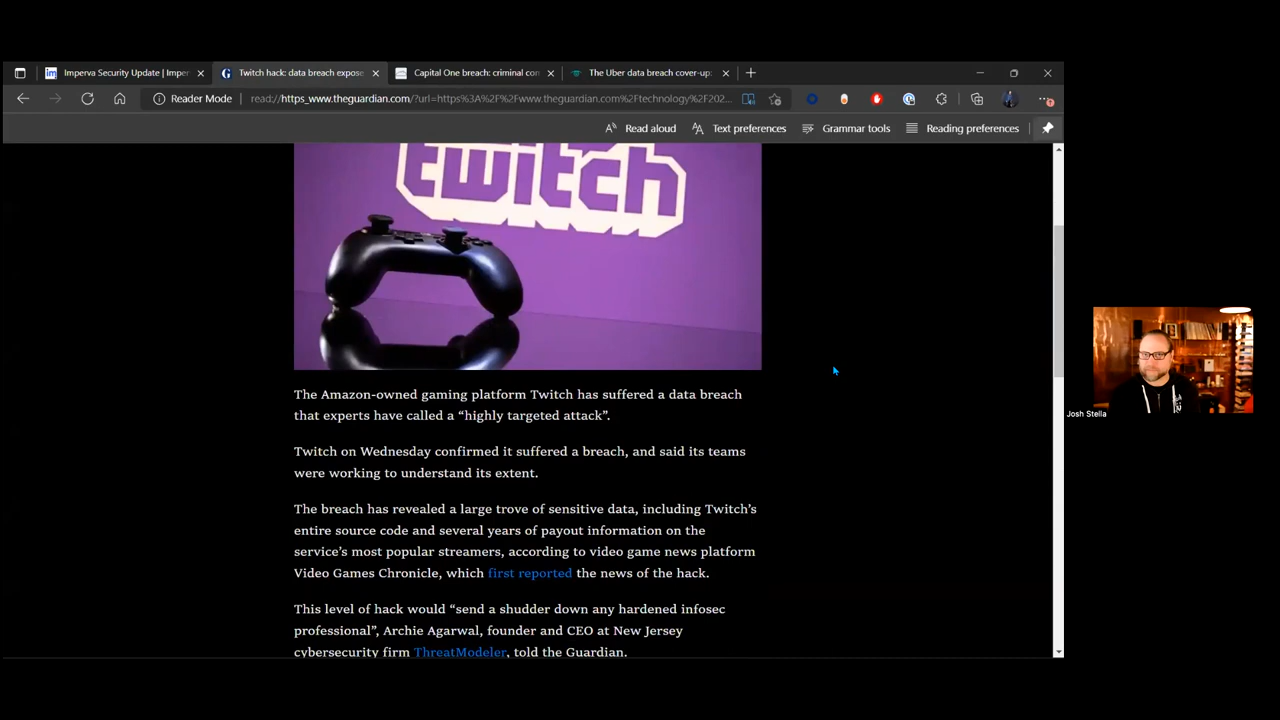 Imperva Security Update | Imper
Twitch hack: data breach expose
Capital One breach: criminal con
The Uber data breach cover-up:
Reader Mode
read://https_www.theguardian.com/?url=https%3A%2F%2Fwww.theguardian.com%2Ftechnology%2F202...
Read aloud
Text preferences
Grammar tools
Reading preferences
twitch
The Amazon-owned gaming platform Twitch has suffered a data breach
that experts have called a “highly targeted attack”.
Twitch on Wednesday confirmed it suffered a breach, and said its teams
were working to understand its extent.
The breach has revealed a large trove of sensitive data, including Twitch’s
entire source code and several years of payout information on the
service’s most popular streamers, according to video game news platform
Video Games Chronicle, which first reported the news of the hack.
This level of hack would “send a shudder down any hardened infosec
professional”, Archie Agarwal, founder and CEO at New Jersey
cybersecurity firm ThreatModeler, told the Guardian.
Josh Stella